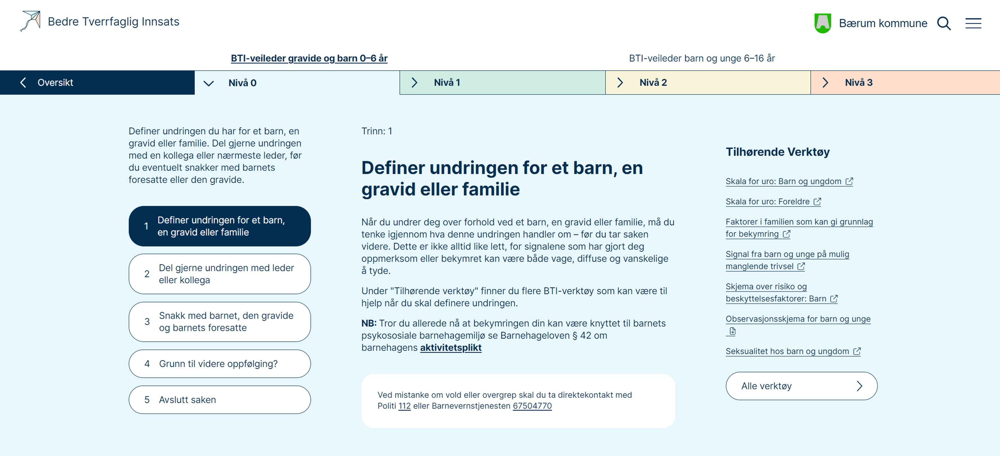 Bedre Tverrfaglig Innsats
Bærum kommune
BTI-veileder gravide og barn 0–6 år
BTI-veileder barn og unge 6–16 år
Oversikt
Nivå 0
Nivå 1
Nivå 2
Nivå 3
Definer undringen du har for et barn, en
gravid eller familie. Del gjerne undringen
med en kollega eller nærmeste leder, før
du eventuelt snakker med barnets
foresatte eller den gravide.
1 Definer undringen for et barn,
en gravid eller familie
2 Del gjerne undringen med leder
eller kollega
3 Snakk med barnet, den gravide
og barnets foresatte
4 Grunn til videre oppfølging?
5 Avslutt saken
Trinn: 1
Definer undringen for et barn, en
gravid eller familie
Når du undrer deg over forhold ved et barn, en gravid eller familie, må du
tenke igjennom hva denne undringen handler om – før du tar saken
videre. Dette er ikke alltid like lett, for signalene som har gjort deg
oppmerksom eller bekymret kan være både vage, diffuse og vanskelige
å tyde.
Under "Tilhørende verktøy" finner du flere BTI-verktøy som kan være til
hjelp når du skal definere undringen.
NB: Tror du allerede nå at bekymringen din kan være knyttet til barnets
psykososiale barnehagemiljø se Barnehageloven § 42 om
barnehagens aktivitetsplikt
Ved mistanke om vold eller overgrep skal du ta direktekontakt med
Politi 112 eller Barnevernstjenesten 67504770
Tilhørende Verktøy
Skala for uro: Barn og ungdom
Skala for uro: Foreldre
Faktorer i familien som kan gi grunnlag
for bekymring
Signal fra barn og unge på mulig
manglende trivsel
Skjema over risiko og
beskyttelsesfaktorer: Barn
Observasjonsskjema for barn og unge
Seksualitet hos barn og ungdom
Alle verktøy